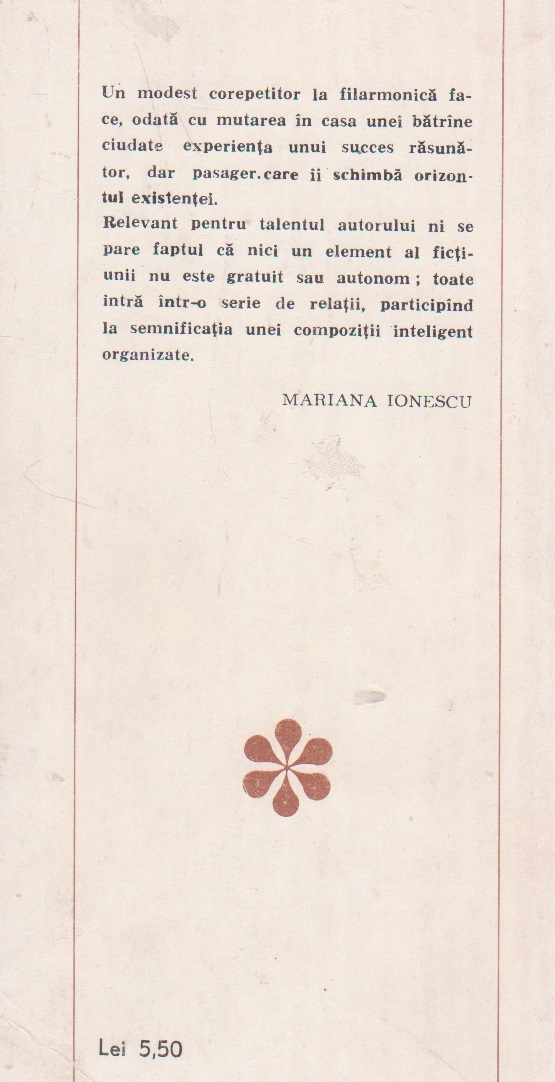 Un modest corepetitor la filarmonică fa-
ce, odată cu mutarea în casa unei bătrîne
ciudate experiența unui succes răsună-
tor, dar pasager.care îi schimbă orizon-
tul existenței.
Relevant pentru talentul autorului ni se
pare faptul că nici un element al ficți-
unii nu este gratuit sau autonom ; toate
intră într-o serie de relații, participînd
la semnificația unei compoziții inteligent
organizate.
MARIANA IONESCU
Lei 5,50